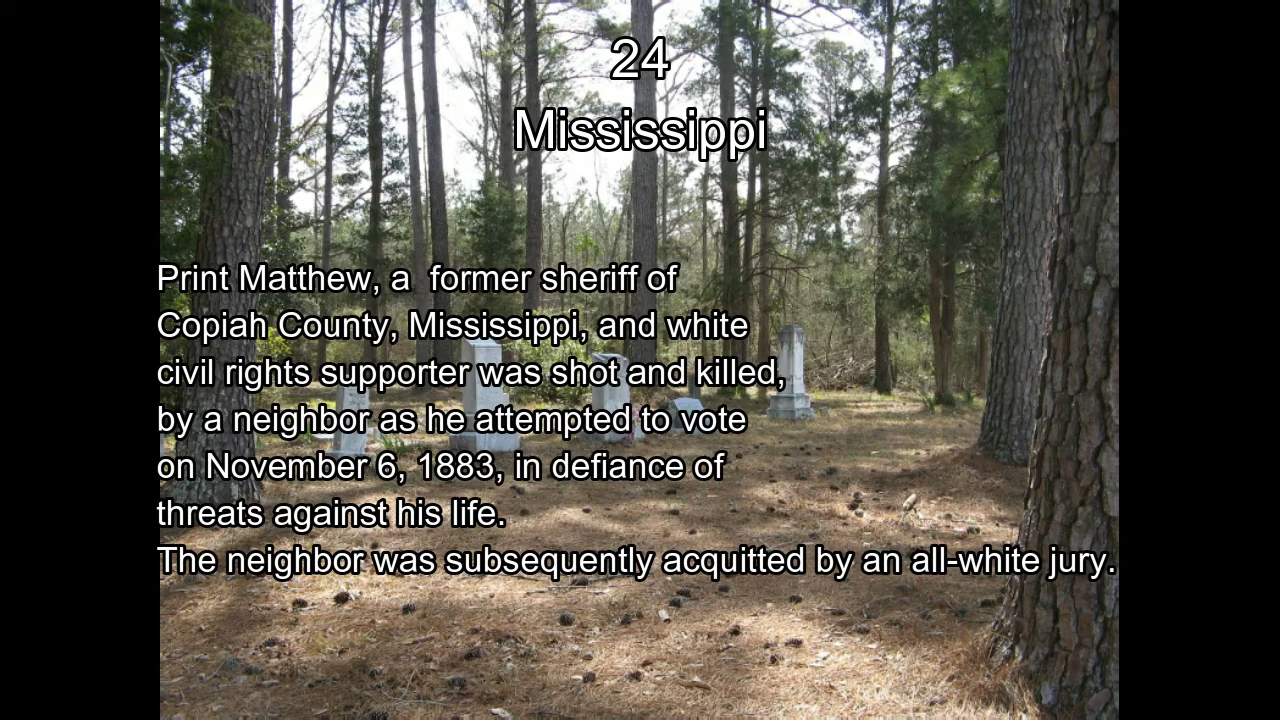 24
Mississippi
Print Matthew, a  former sheriff of
Copiah County, Mississippi, and white
civil rights supporter was shot and killed,
by a neighbor as he attempted to vote
on November 6, 1883, in defiance of
threats against his life.
The neighbor was subsequently acquitted by an all-white jury.